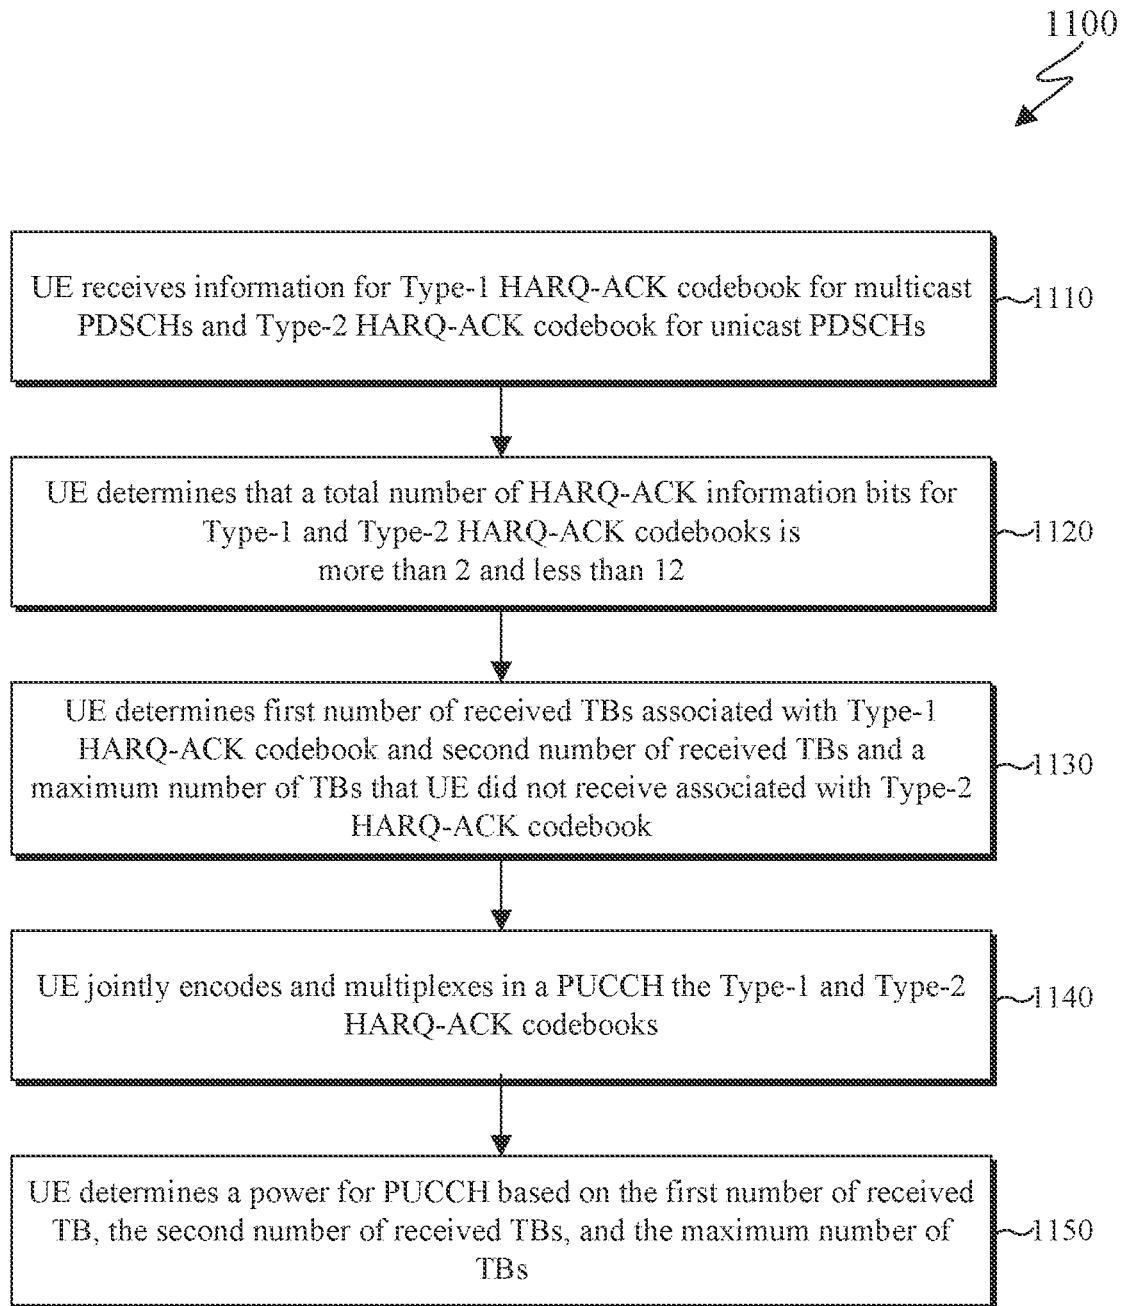 1100
UE receives information for Type-1 HARQ-ACK codebook for multicast
PDSCHs and Type-2 HARQ-ACK codebook for unicast PDSCHs
1110
UE determines that a total number of HARQ-ACK information bits for
Type-1 and Type-2 HARQ-ACK codebooks is
more than 2 and less than 12
1120
UE determines first number of received TBs associated with Type-1
HARQ-ACK codebook and second number of received TBs and a
maximum number of TBs that UE did not receive associated with Type-2
HARQ-ACK codebook
1130
UE jointly encodes and multiplexes in a PUCCH the Type-1 and Type-2
HARQ-ACK codebooks
1140
UE determines a power for PUCCH based on the first number of received
TB, the second number of received TBs, and the maximum number of
TBs
1150